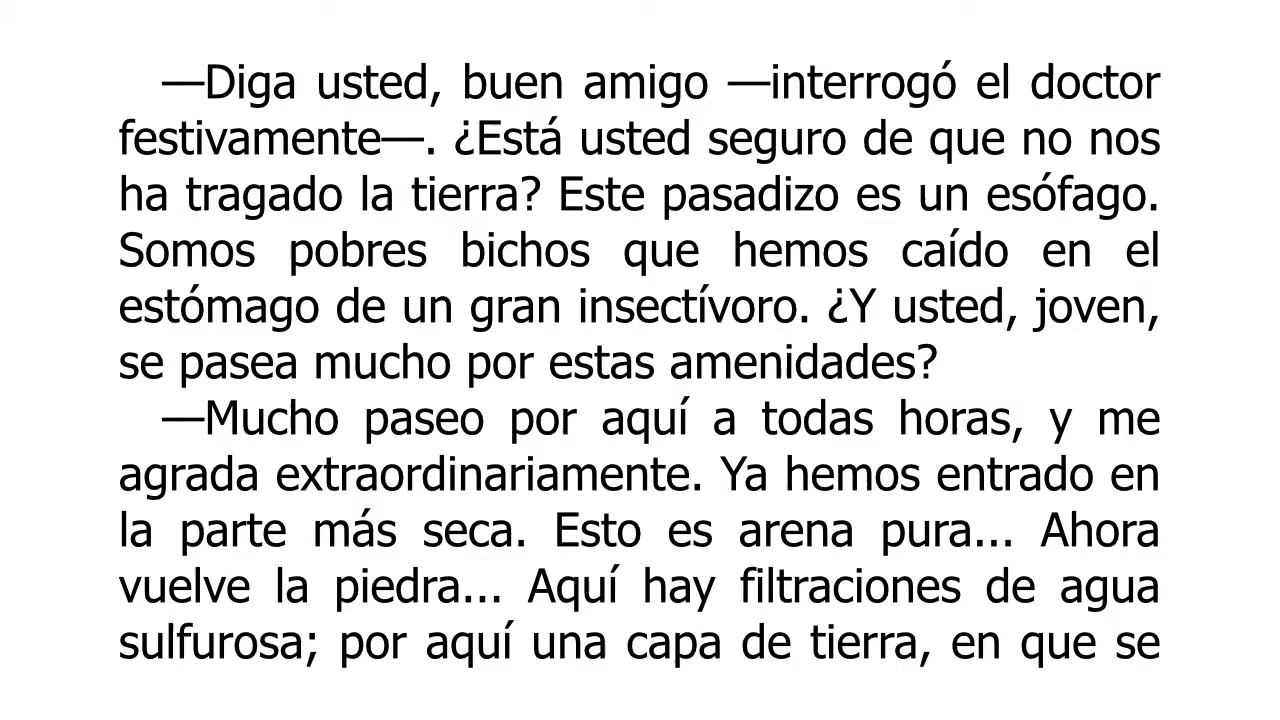 —Diga usted, buen amigo —interrogó el doctor
festivamente—. ¿Está usted seguro de que no nos
ha tragado la tierra? Este pasadizo es un esófago.
Somos pobres bichos que hemos caído en el
estómago de un gran insectívoro. ¿Y usted, joven,
se pasea mucho por estas amenidades?
—Mucho paseo por aquí a todas horas, y me
agrada extraordinariamente. Ya hemos entrado en
la parte más seca. Esto es arena pura... Ahora
vuelve la piedra... Aquí hay filtraciones de agua
sulfurosa; por aquí una capa de tierra, en que se